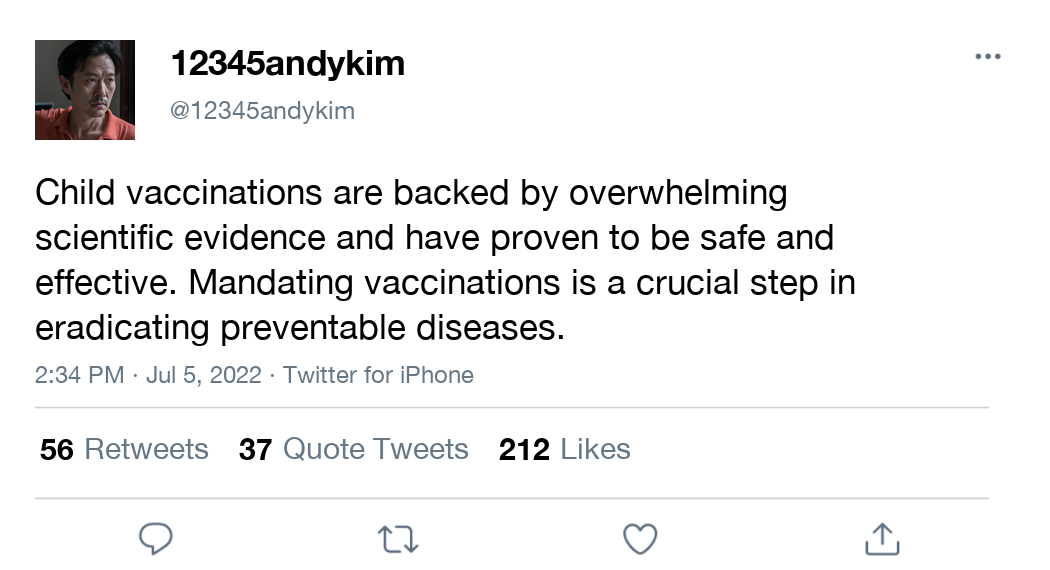 12345andykim
@12345andykim
Child vaccinations are backed by overwhelming
scientific evidence and have proven to be safe and
effective. Mandating vaccinations is a crucial step in
eradicating preventable diseases.
2:34 PM · Jul 5, 2022 · Twitter for iPhone
56 Retweets 37 Quote Tweets 212 Likes